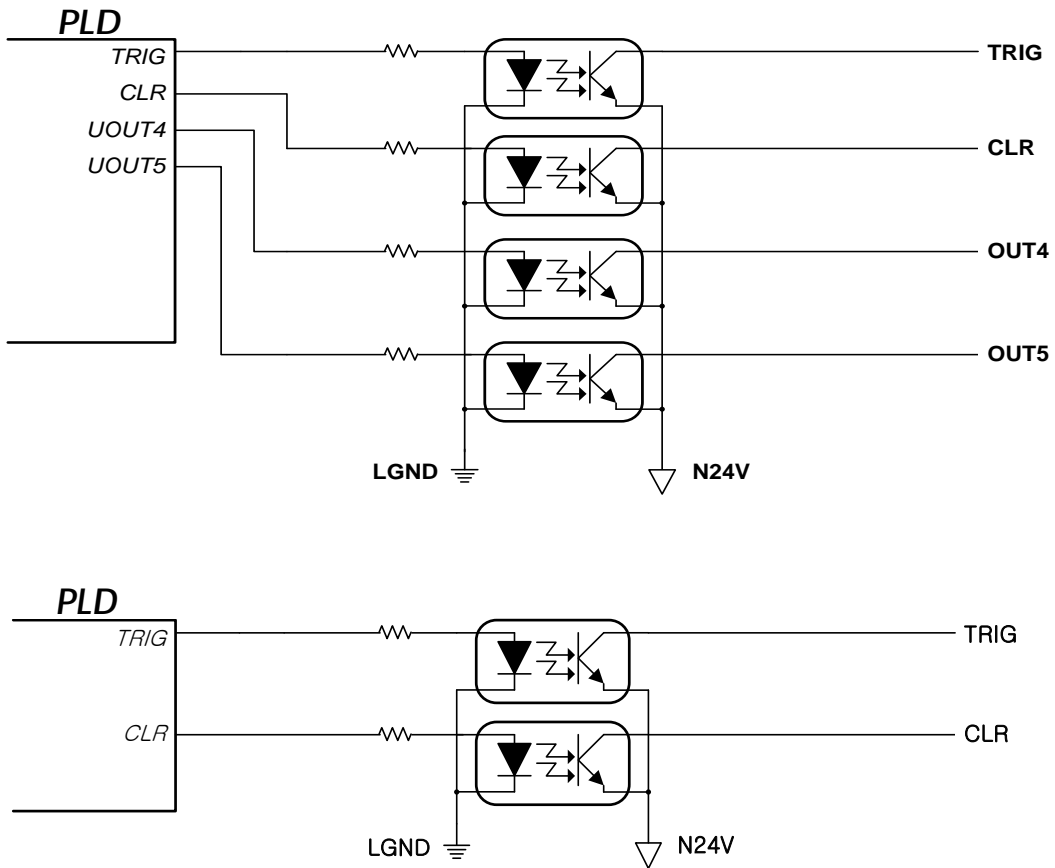 PLD
TRIG
CLR
UOUT4
UOUT5
TRIG
CLR
OUT4
OUT5
LGND
N24V
PLD
TRIG
CLR
TRIG
CLR
LGND
N24V